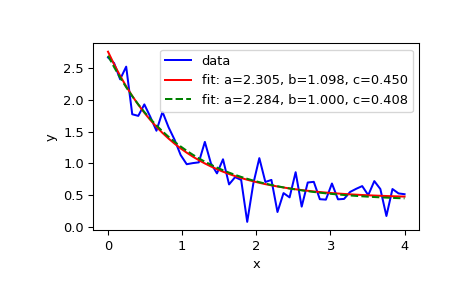 data
fit: a=2.305, b=1.098, c=0.450
fit: a=2.284, b=1.000, c=0.408
2.5
2.0
1.5
1.0
0.5
0.0
y
0 1 2 3 4
x